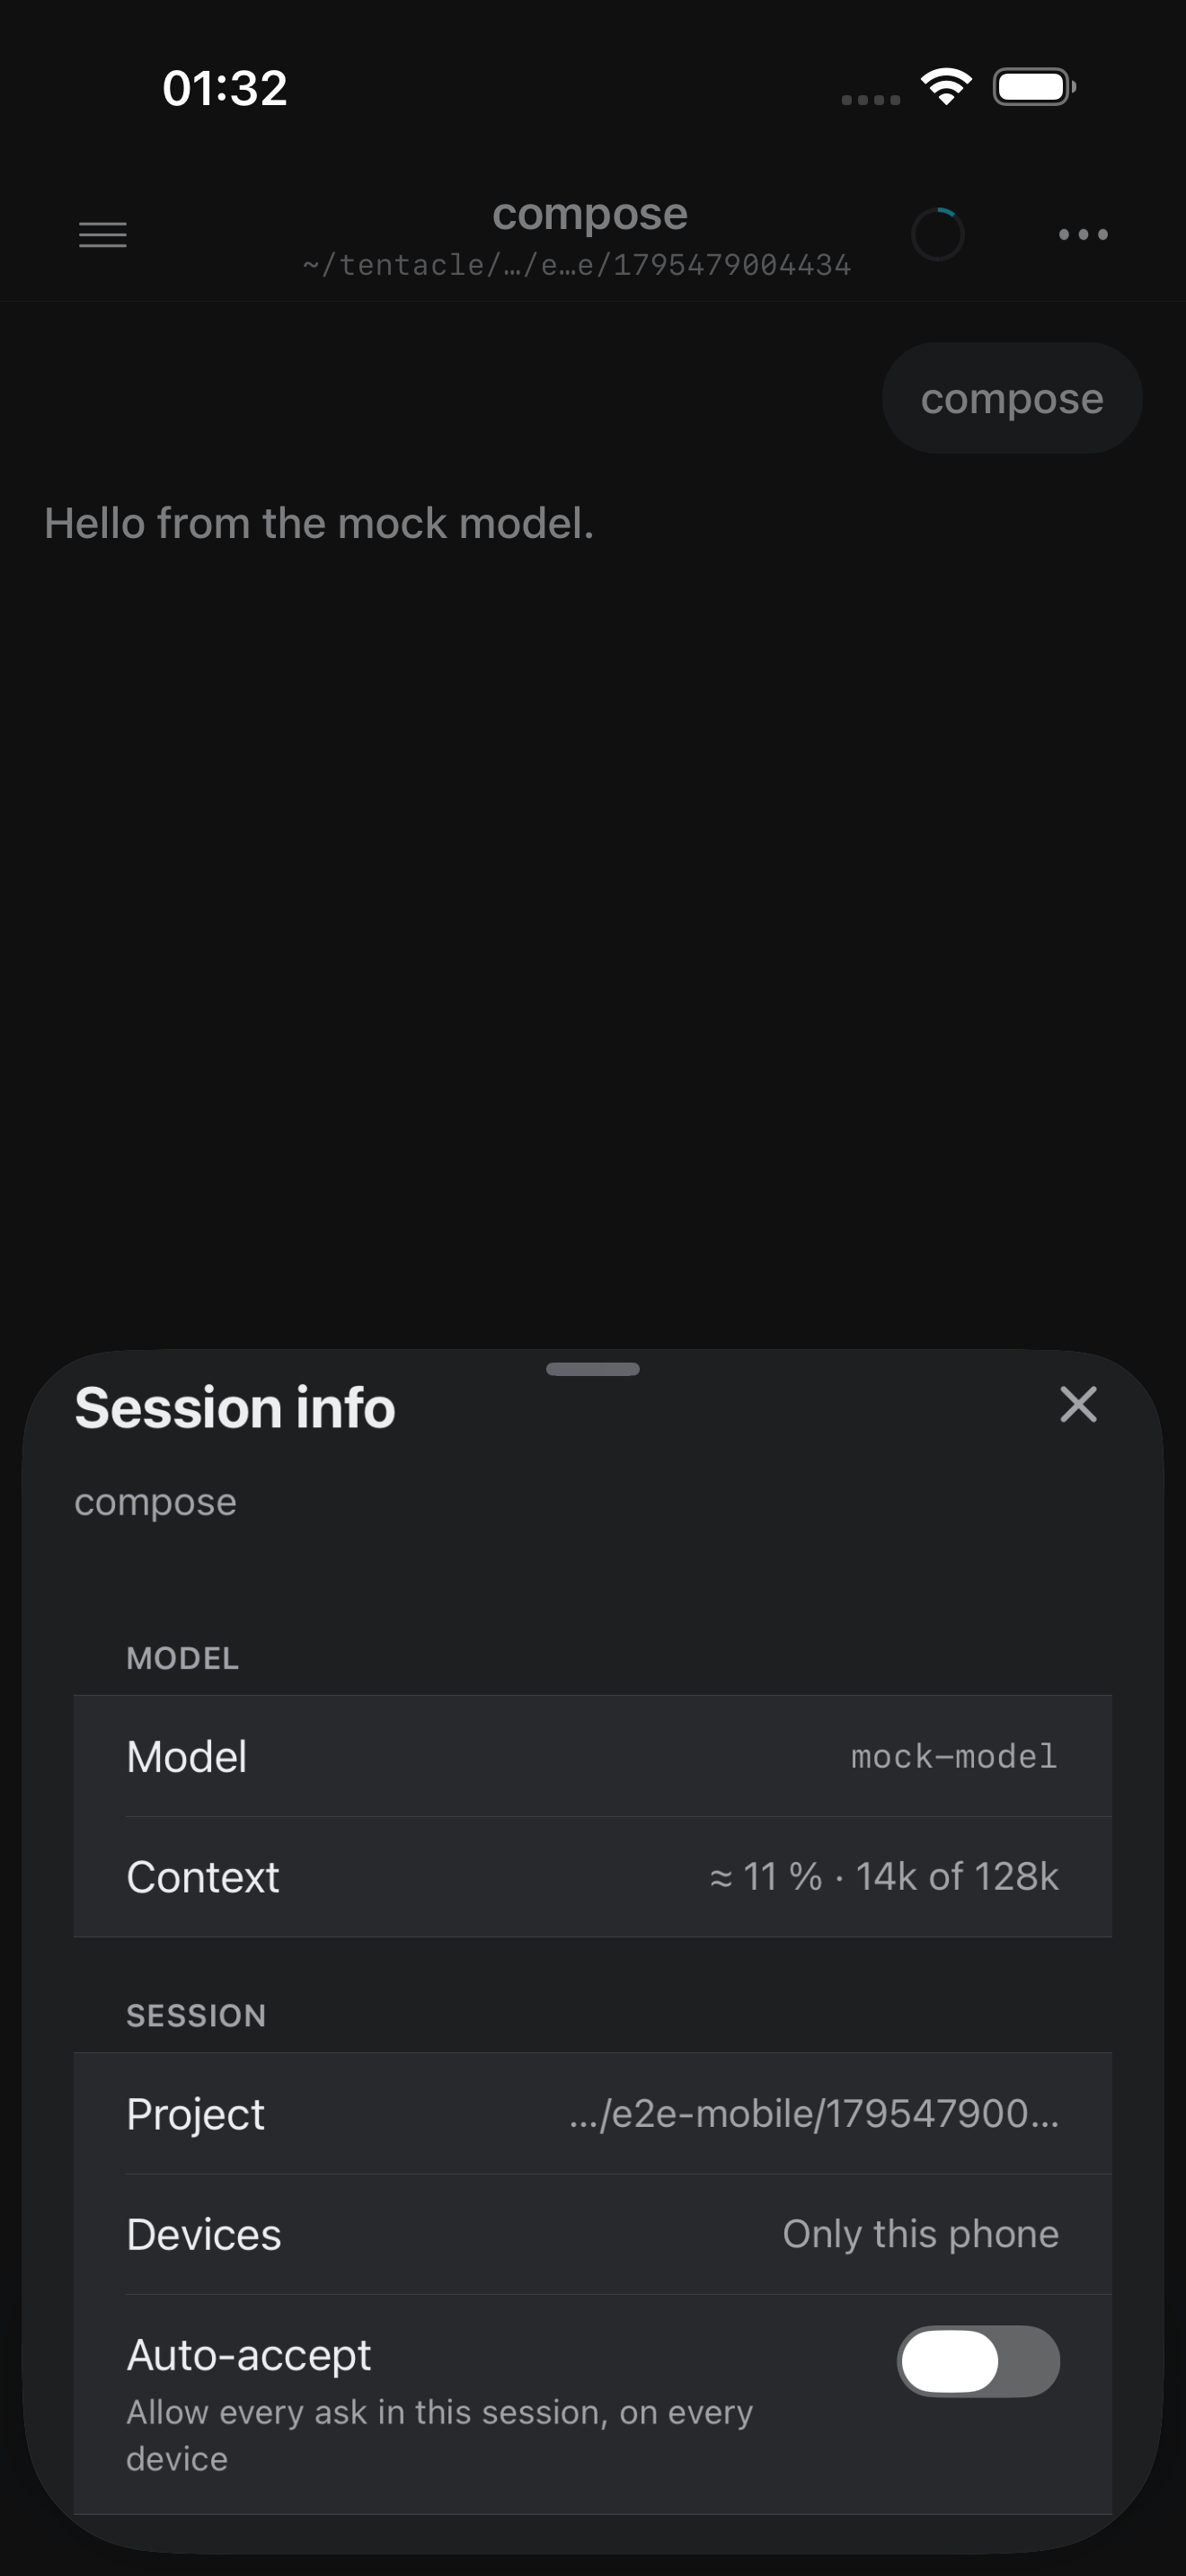 01:32
compose
~/tentacle/…/e…e/1795479004434
compose
Hello from the mock model.
Session info
compose
MODEL
Model
mock-model
Context
≈ 11 % · 14k of 128k
SESSION
Project
…/e2e-mobile/179547900…
Devices
Only this phone
Auto-accept
Allow every ask in this session, on every
device